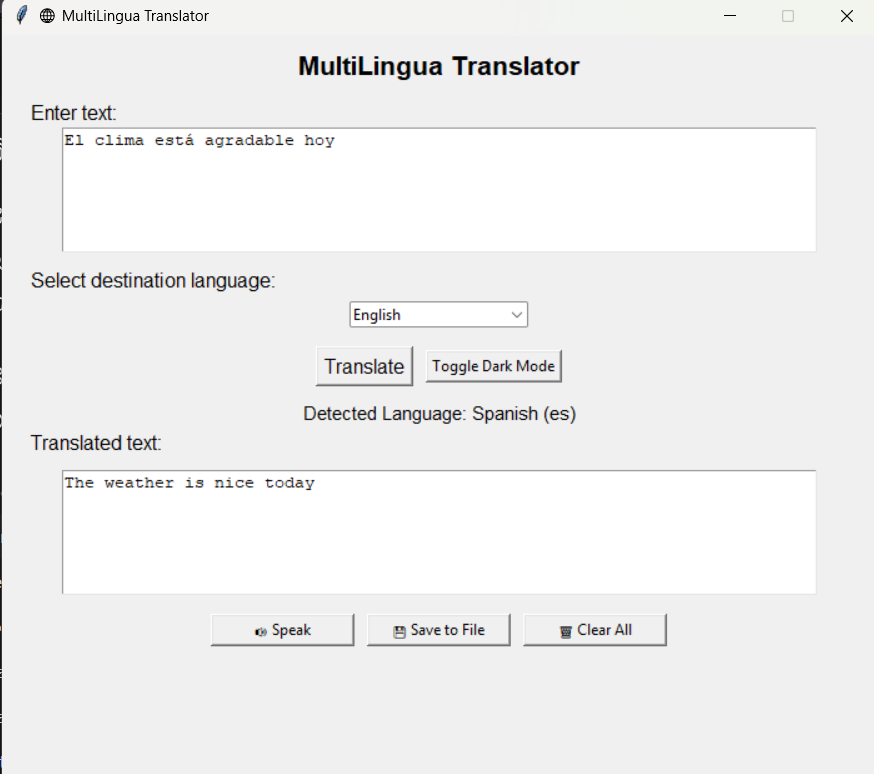 MultiLingua Translator
MultiLingua Translator
Enter text:
El clima está agradable hoy
Select destination language:
English
Translate Toggle Dark Mode
Detected Language: Spanish (es)
Translated text:
The weather is nice today
Speak Save to File Clear All